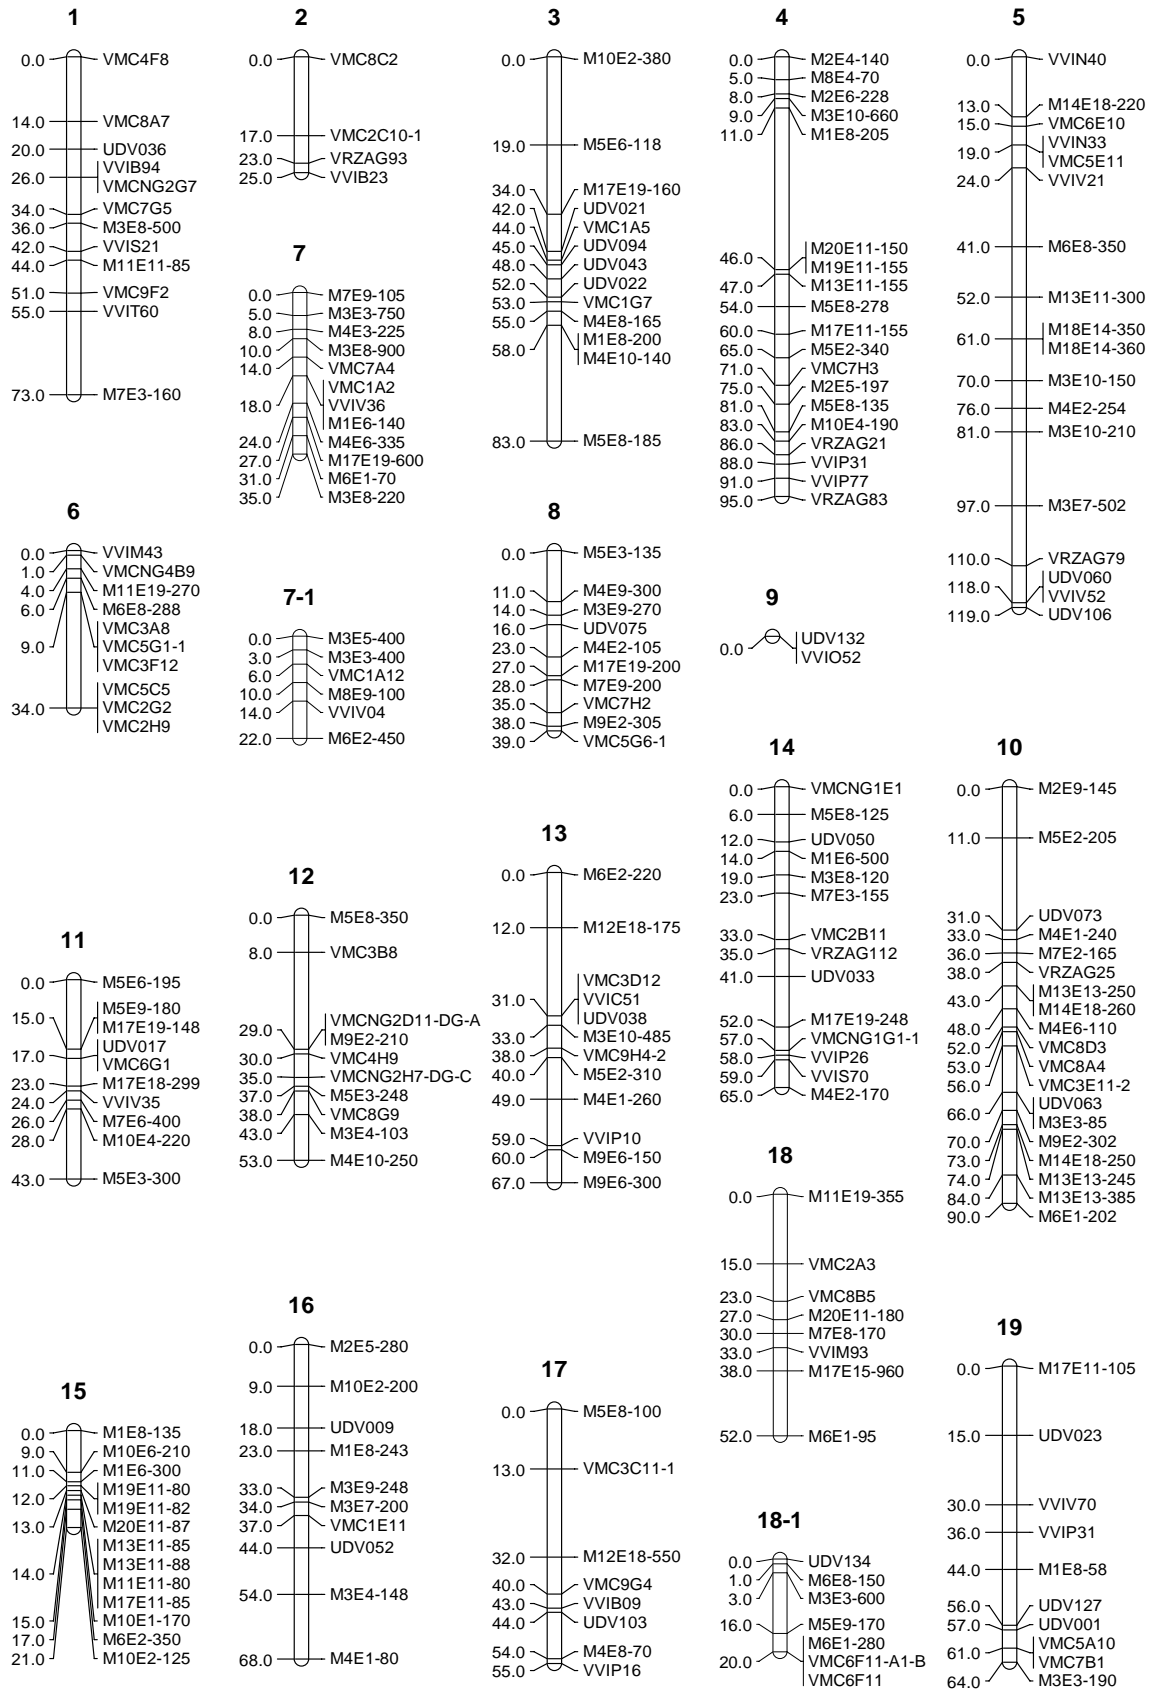 1
0.0 VMC4F8
14.0 VMC8A7
20.0 UDV036
VVIB94
26.0 VMCNG2G7
34.0 VMC7G5
36.0 M3E8-500
42.0 VVIS21
44.0 M11E11-85
51.0 VMC9F2
55.0 VVIT60
73.0 M7E3-160
2
0.0 VMC8C2
17.0 VMC2C10-1
23.0 VRZAG93
25.0 VVIB23
3
0.0 M10E2-380
19.0 M5E6-118
34.0 M17E19-160
42.0 UDV021
44.0 VMC1A5
45.0 UDV094
48.0 UDV043
52.0 UDV022
53.0 VMC1G7
55.0 M4E8-165
M1E8-200
58.0 M4E10-140
83.0 M5E8-185
4
0.0 M2E4-140
5.0 M8E4-70
8.0 M2E6-228
9.0 M3E10-660
11.0 M1E8-205
M20E11-150
46.0 M19E11-155
47.0 M13E11-155
54.0 M5E8-278
60.0 M17E11-155
65.0 M5E2-340
71.0 VMC7H3
75.0 M2E5-197
81.0 M5E8-135
83.0 M10E4-190
86.0 VRZAG21
88.0 VVIP31
91.0 VVIP77
95.0 VRZAG83
5
0.0 VVIN40
13.0 M14E18-220
15.0 VMC6E10
VVIN33
19.0 VMC5E11
24.0 VVIV21
41.0 M6E8-350
52.0 M13E11-300
M18E14-350
61.0 M18E14-360
70.0 M3E10-150
76.0 M4E2-254
81.0 M3E10-210
97.0 M3E7-502
110.0 VRZAG79
UDV060
118.0 VVIV52
119.0 UDV106
7
0.0 M7E9-105
5.0 M3E3-750
8.0 M4E3-225
10.0 M3E8-900
14.0 VMC7A4
VMC1A2
18.0 VVIV36
M1E6-140
24.0 M4E6-335
27.0 M17E19-600
31.0 M6E1-70
35.0 M3E8-220
6
0.0 VVIM43
1.0 VMCNG4B9
4.0 M11E19-270
6.0 M6E8-288
VMC3A8
9.0 VMC5G1-1
VMC3F12
VMC5C5
34.0 VMC2G2
VMC2H9
7-1
0.0 M3E5-400
3.0 M3E3-400
6.0 VMC1A12
10.0 M8E9-100
14.0 VVIV04
22.0 M6E2-450
8
0.0 M5E3-135
11.0 M4E9-300
14.0 M3E9-270
16.0 UDV075
23.0 M4E2-105
27.0 M17E19-200
28.0 M7E9-200
35.0 VMC7H2
38.0 M9E2-305
39.0 VMC5G6-1
9
UDV132
0.0 VVIO52
14
0.0 VMCNG1E1
6.0 M5E8-125
12.0 UDV050
14.0 M1E6-500
19.0 M3E8-120
23.0 M7E3-155
33.0 VMC2B11
35.0 VRZAG112
41.0 UDV033
52.0 M17E19-248
57.0 VMCNG1G1-1
58.0 VVIP26
59.0 VVIS70
65.0 M4E2-170
10
0.0 M2E9-145
11.0 M5E2-205
31.0 UDV073
33.0 M4E1-240
36.0 M7E2-165
38.0 VRZAG25
M13E13-250
43.0 M14E18-260
48.0 M4E6-110
52.0 VMC8D3
53.0 VMC8A4
56.0 VMC3E11-2
UDV063
66.0 M3E3-85
70.0 M9E2-302
73.0 M14E18-250
74.0 M13E13-245
84.0 M13E13-385
90.0 M6E1-202
11
0.0 M5E6-195
M5E9-180
15.0 M17E19-148
UDV017
17.0 VMC6G1
23.0 M17E18-299
24.0 VVIV35
26.0 M7E6-400
28.0 M10E4-220
43.0 M5E3-300
12
0.0 M5E8-350
8.0 VMC3B8
VMCNG2D11-DG-A
29.0 M9E2-210
30.0 VMC4H9
35.0 VMCNG2H7-DG-C
37.0 M5E3-248
38.0 VMC8G9
43.0 M3E4-103
53.0 M4E10-250
13
0.0 M6E2-220
12.0 M12E18-175
VMC3D12
31.0 VVIC51
UDV038
33.0 M3E10-485
38.0 VMC9H4-2
40.0 M5E2-310
49.0 M4E1-260
59.0 VVIP10
60.0 M9E6-150
67.0 M9E6-300
18
0.0 M11E19-355
15.0 VMC2A3
23.0 VMC8B5
27.0 M20E11-180
30.0 M7E8-170
33.0 VVIM93
38.0 M17E15-960
52.0 M6E1-95
15
0.0 M1E8-135
9.0 M10E6-210
11.0 M1E6-300
M19E11-80
12.0 M19E11-82
13.0 M20E11-87
M13E11-85
M13E11-88
14.0 M11E11-80
M17E11-85
15.0 M10E1-170
17.0 M6E2-350
21.0 M10E2-125
16
0.0 M2E5-280
9.0 M10E2-200
18.0 UDV009
23.0 M1E8-243
33.0 M3E9-248
34.0 M3E7-200
37.0 VMC1E11
44.0 UDV052
54.0 M3E4-148
68.0 M4E1-80
17
0.0 M5E8-100
13.0 VMC3C11-1
32.0 M12E18-550
40.0 VMC9G4
43.0 VVIB09
44.0 UDV103
54.0 M4E8-70
55.0 VVIP16
18-1
0.0 UDV134
1.0 M6E8-150
3.0 M3E3-600
16.0 M5E9-170
M6E1-280
20.0 VMC6F11-A1-B
VMC6F11
19
0.0 M17E11-105
15.0 UDV023
30.0 VVIV70
36.0 VVIP31
44.0 M1E8-58
56.0 UDV127
57.0 UDV001
VMC5A10
61.0 VMC7B1
64.0 M3E3-190